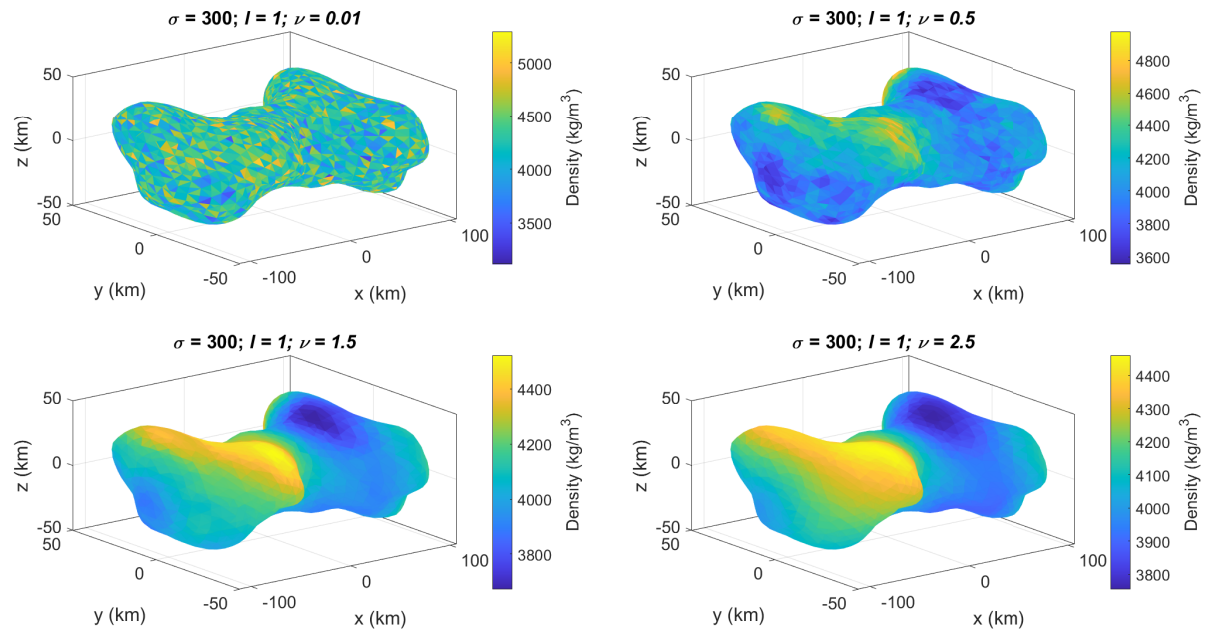 σ = 300; l = 1; ν = 0.01
50
0
-50
z (km)
50
0
-50
y (km)
-100
0
100
x (km)
5000
4500
4000
3500
Density (kg/m³)
σ = 300; l = 1; ν = 0.5
50
0
-50
z (km)
50
0
-50
y (km)
-100
0
100
x (km)
4800
4600
4400
4200
4000
3800
3600
Density (kg/m³)
σ = 300; l = 1; ν = 1.5
50
0
-50
z (km)
50
0
-50
y (km)
-100
0
100
x (km)
4400
4200
4000
3800
Density (kg/m³)
σ = 300; l = 1; ν = 2.5
50
0
-50
z (km)
50
0
-50
y (km)
-100
0
100
x (km)
4400
4300
4200
4100
4000
3900
3800
Density (kg/m³)